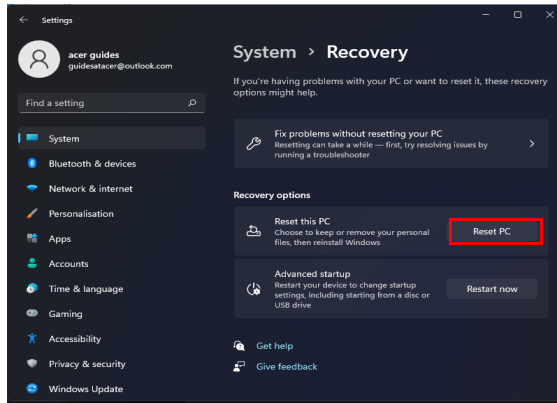 Settings
acer guides
guidesatacer@outlook.com
Find a setting
System
Bluetooth & devices
Network & internet
Personalisation
Apps
Accounts
Time & language
Gaming
Accessibility
Privacy & security
Windows Update
System > Recovery
If you're having problems with your PC or want to reset it, these recovery
options might help.
Fix problems without resetting your PC
Resetting can take a while — first, try resolving issues by
running a troubleshooter
Recovery options
Reset this PC
Choose to keep or remove your personal
files, then reinstall Windows
Reset PC
Advanced startup
Restart your device to change startup
settings, including starting from a disc or
USB drive
Restart now
Get help
Give feedback